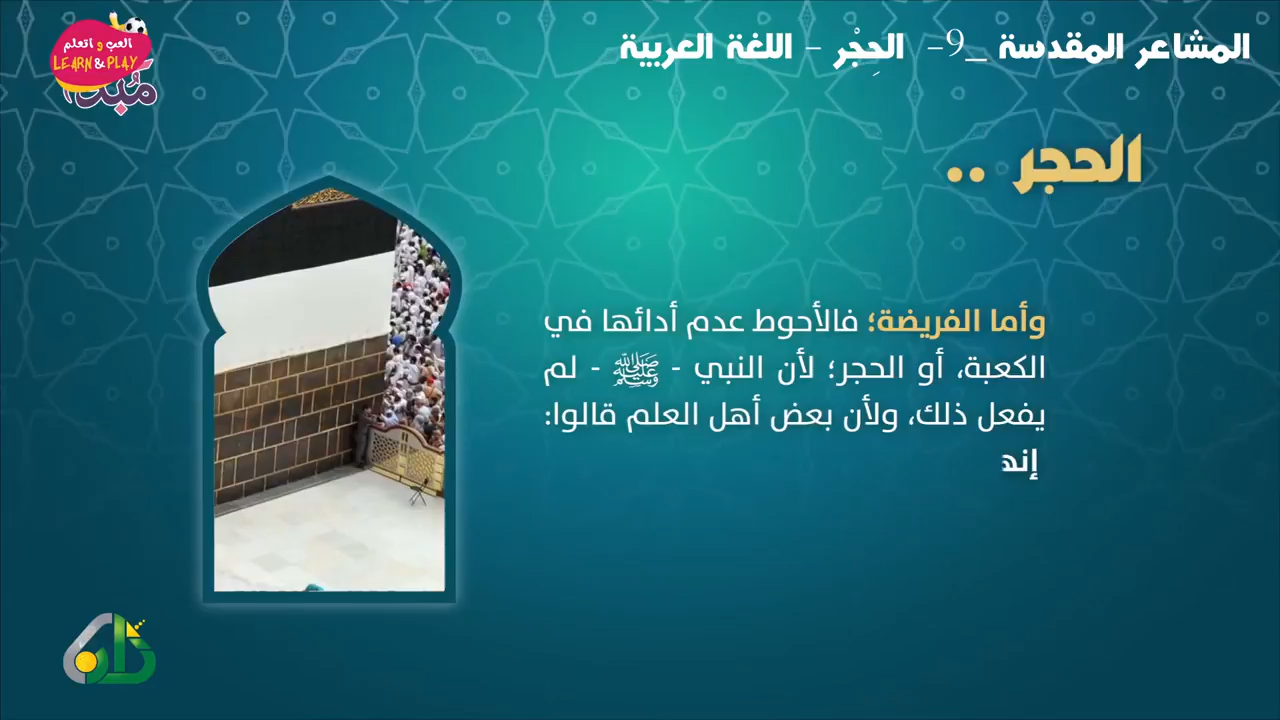 المشاعر المقدسة _9- الحِجْر - اللغة العربية
العب و اتعلم
LEARN & PLAY
الحجر ..
وأما الفريضة؛ فالأحوط عدم أدائها في
الكعبة، أو الحجر؛ لأن النبي - ﷺ - لم
يفعل ذلك، ولأن بعض أهل العلم قالوا:
إنه